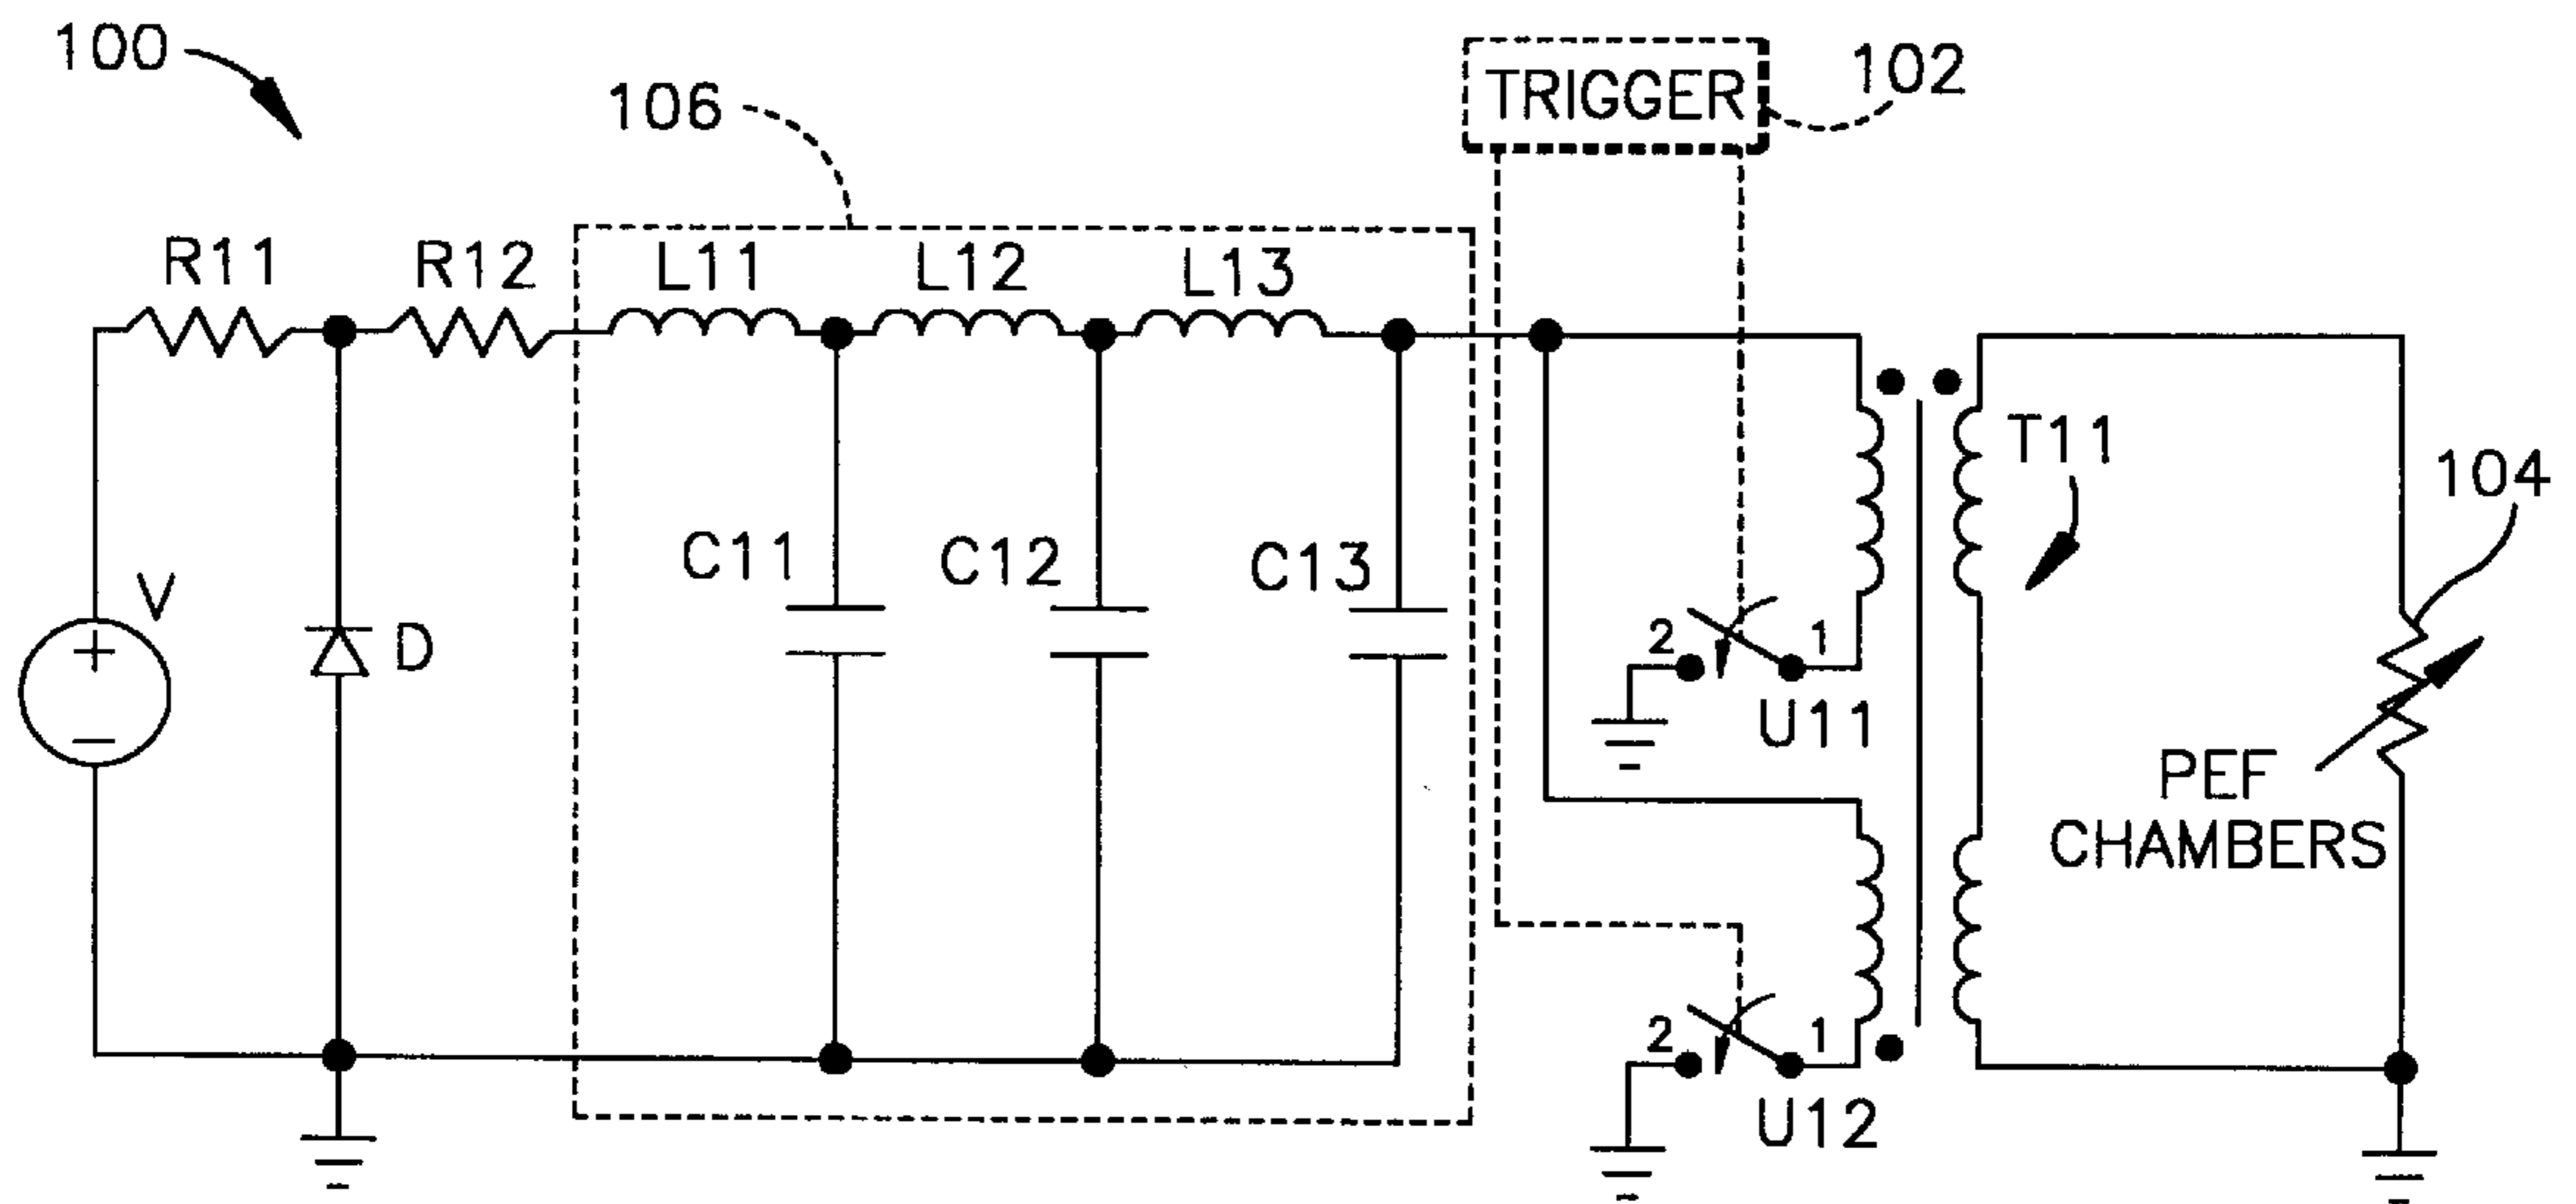 100
106
TRIGGER
102
R11
R12
L11
L12
L13
T11
104
V
+
−
D
C11
C12
C13
2
1
U11
PEF
CHAMBERS
2
1
U12